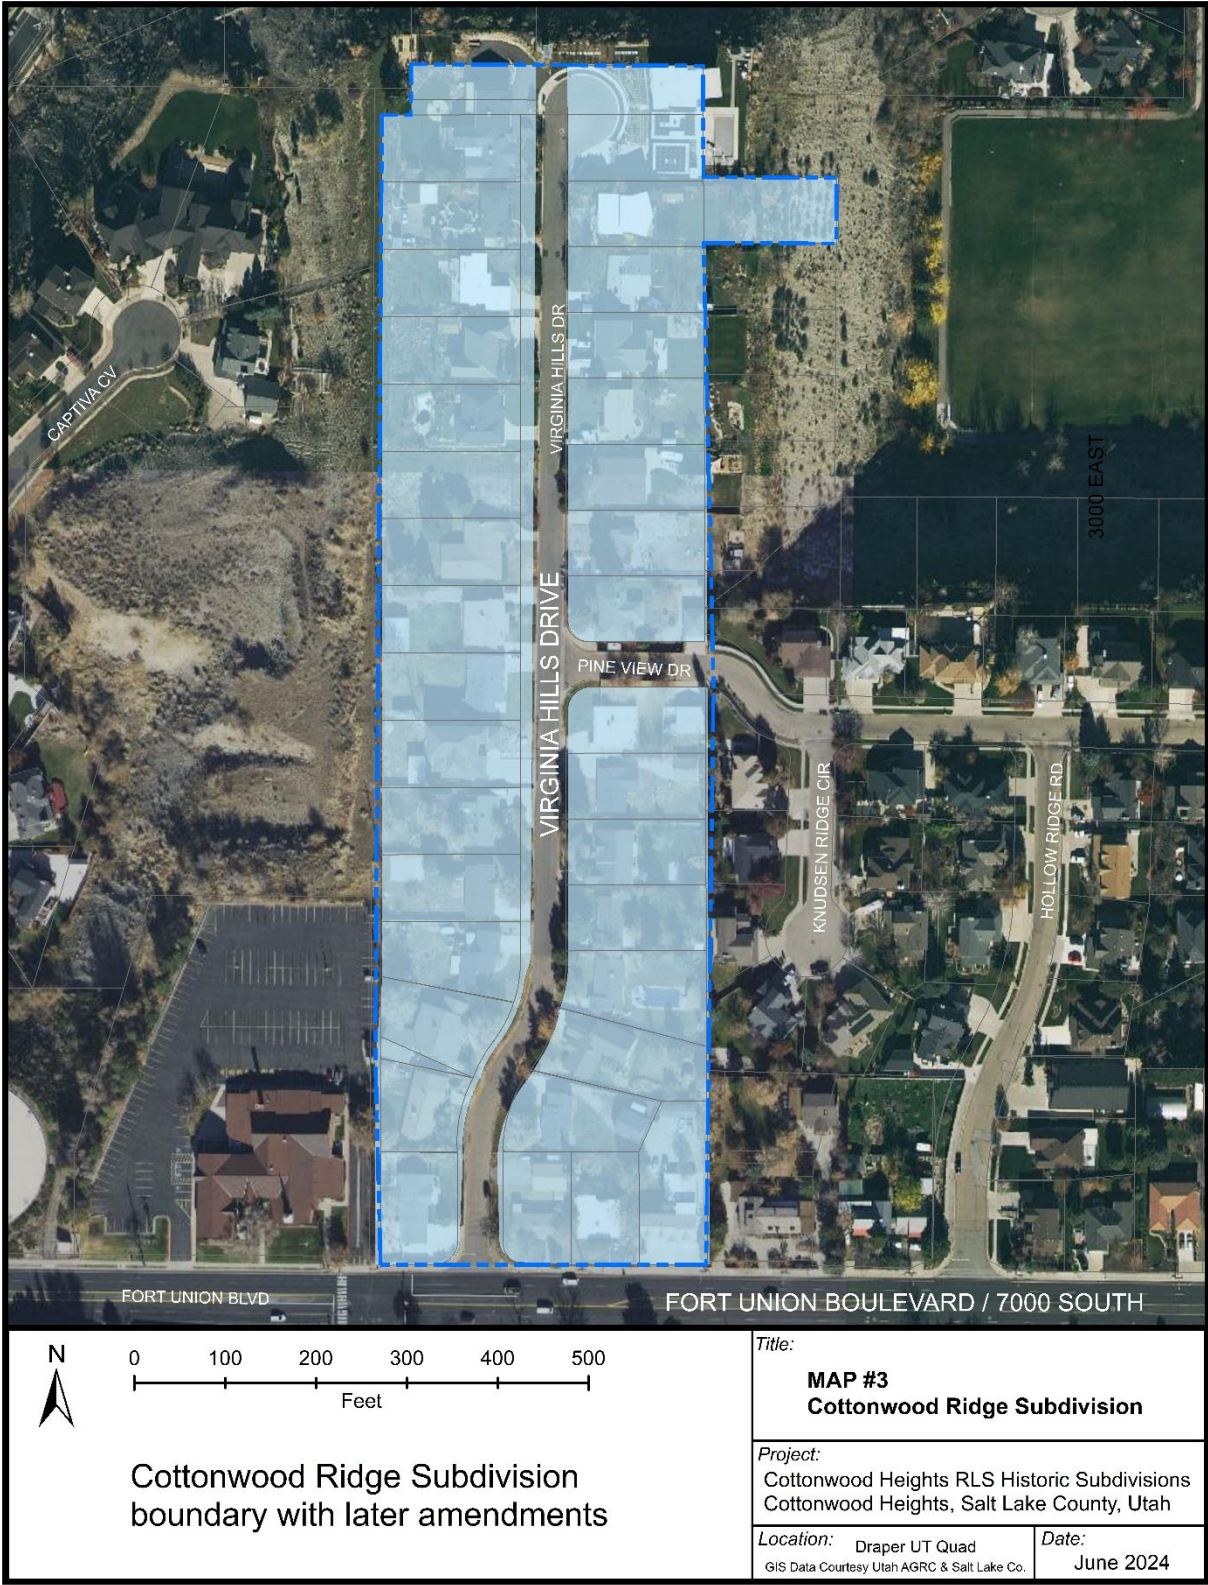 CAPTIVA CV
VIRGINIA HILLS DR
3000 EAST
VIRGINIA HILLS DRIVE
PINE VIEW DR
KNUDSEN RIDGE CIR
HOLLOW RIDGE RD
FORT UNION BLVD
FORT UNION BOULEVARD / 7000 SOUTH
N
0 100 200 300 400 500
Feet
Cottonwood Ridge Subdivision
boundary with later amendments
Title:
MAP #3
Cottonwood Ridge Subdivision
Project:
Cottonwood Heights RLS Historic Subdivisions
Cottonwood Heights, Salt Lake County, Utah
Location: Draper UT Quad
GIS Data Courtesy Utah AGRC & Salt Lake Co.
Date:
June 2024